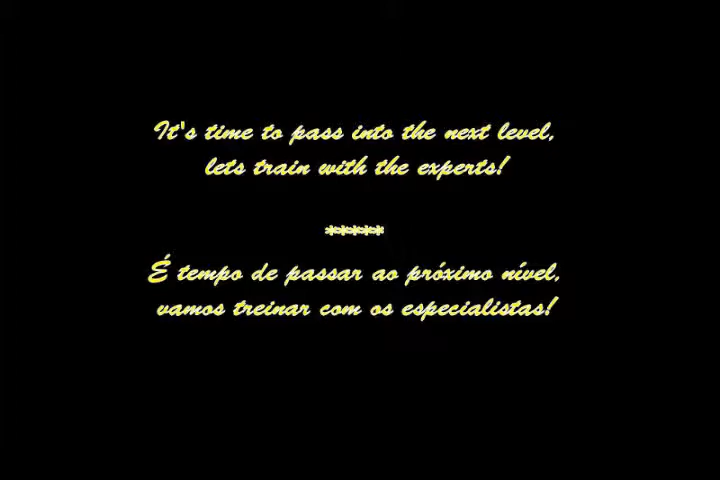 It's time to pass into the next level,
lets train with the experts!
*****
É tempo de passar ao próximo nível,
vamos treinar com os especialistas!